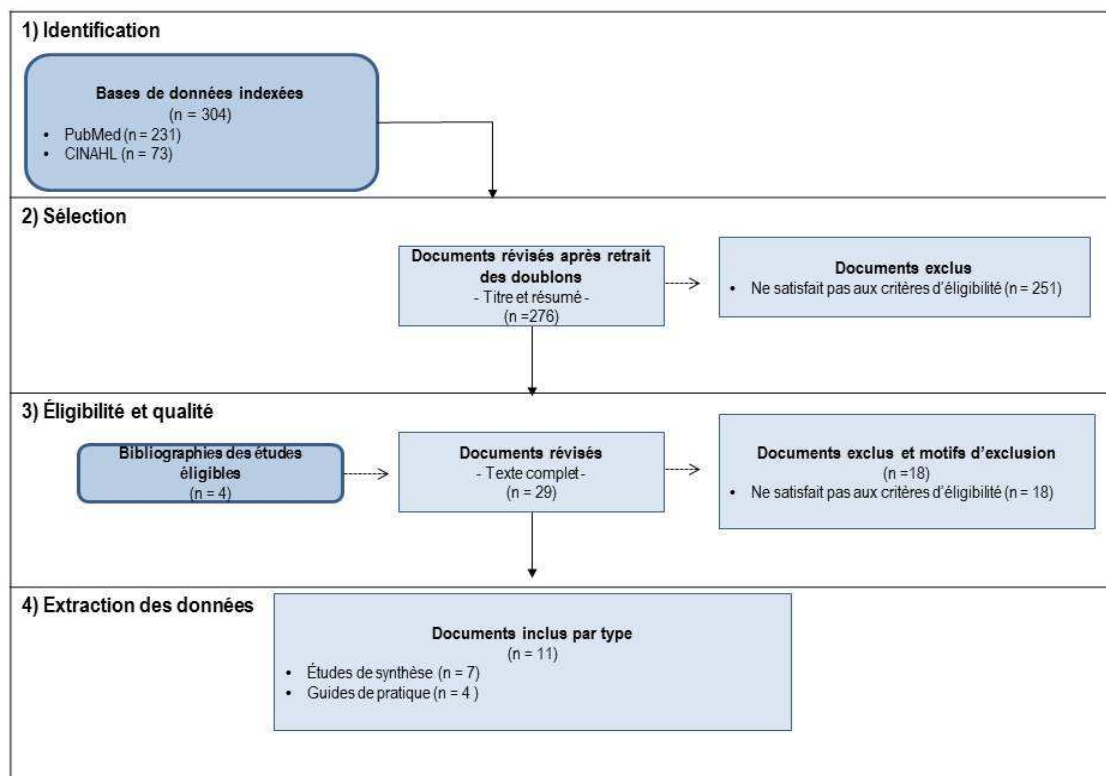 1) Identification
Bases de données indexées
(n = 304)
• PubMed (n = 231)
• CINAHL (n = 73)
2) Sélection
Documents révisés après retrait
des doublons
- Titre et résumé -
(n =276)
Documents exclus
• Ne satisfait pas aux critères d'éligibilité (n = 251)
3) Éligibilité et qualité
Bibliographies des études
éligibles
(n = 4)
Documents révisés
- Texte complet -
(n = 29)
Documents exclus et motifs d'exclusion
(n =18)
• Ne satisfait pas aux critères d'éligibilité (n = 18)
4) Extraction des données
Documents inclus par type
(n = 11)
• Études de synthèse (n = 7)
• Guides de pratique (n = 4 )